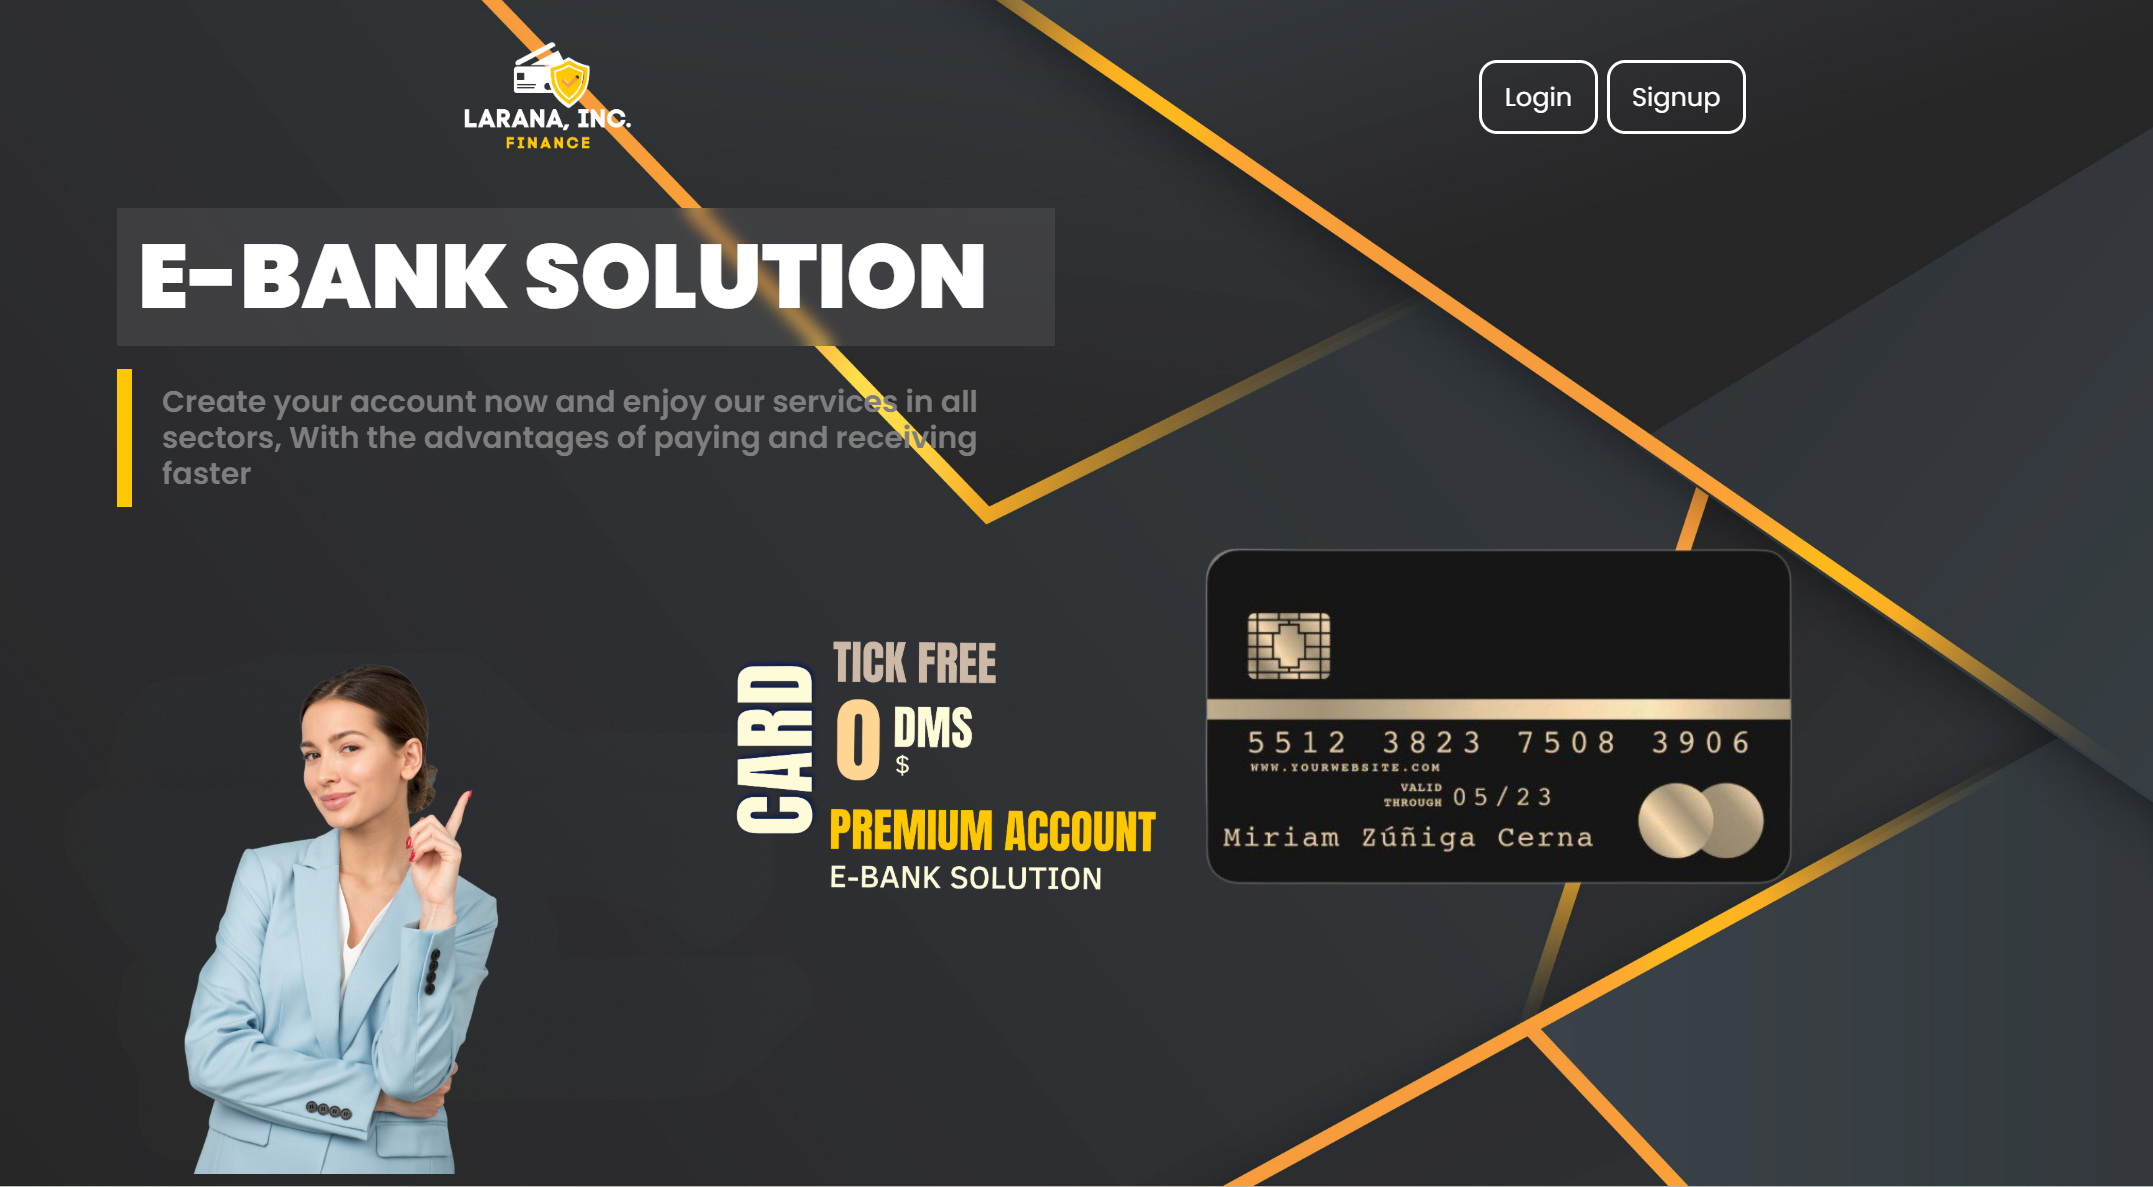 LARANA, INC.
FINANCE
Login
Signup
E-BANK SOLUTION
Create your account now and enjoy our services in all
sectors, With the advantages of paying and receiving
faster
CARD
TICK FREE
0 DMS
$
PREMIUM ACCOUNT
E-BANK SOLUTION
5512 3823 7508 3906
WWW.YOURWEBSITE.COM
VALID
THROUGH 05/23
Miriam Zúñiga Cerna